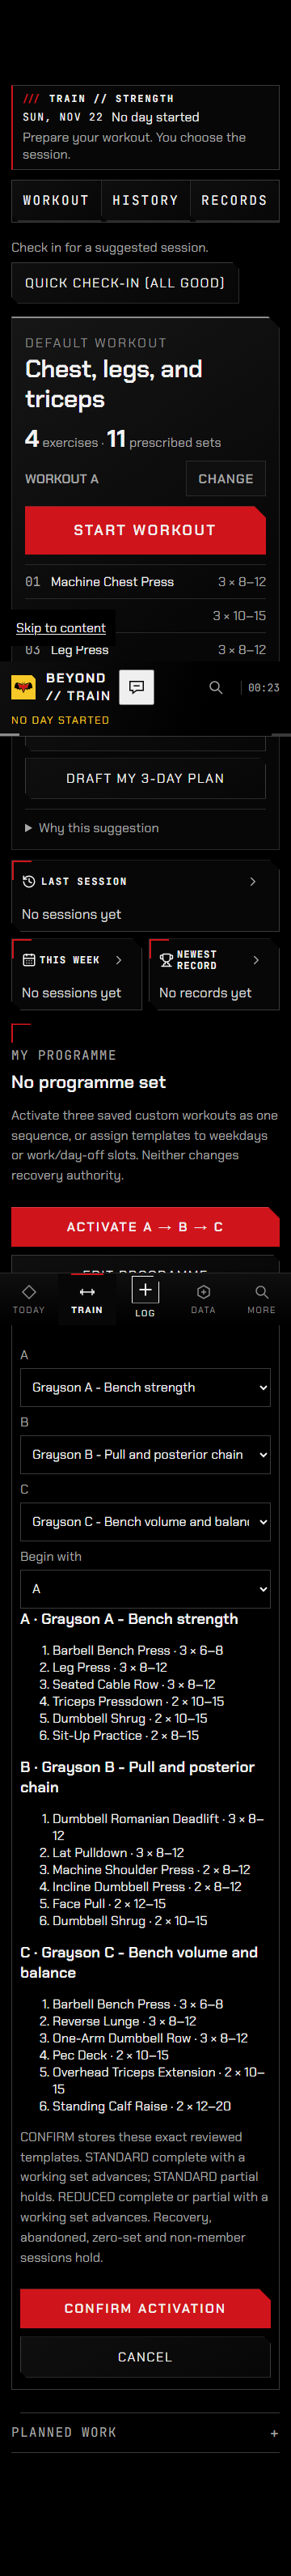 /// TRAIN // STRENGTH
SUN, NOV 22 No day started
Prepare your workout. You choose the
session.
WORKOUT
HISTORY
RECORDS
Check in for a suggested session.
QUICK CHECK-IN (ALL GOOD)
DEFAULT WORKOUT
Chest, legs, and
triceps
4 exercises · 11 prescribed sets
WORKOUT A
CHANGE
START WORKOUT
01 Machine Chest Press 3 × 8–12
3 × 10–15
Skip to content
03 Leg Press 3 × 8–12
BEYOND
// TRAIN
00:23
NO DAY STARTED
DRAFT MY 3-DAY PLAN
▶ Why this suggestion
LAST SESSION
No sessions yet
THIS WEEK
No sessions yet
NEWEST
RECORD
No records yet
MY PROGRAMME
No programme set
Activate three saved custom workouts as one
sequence, or assign templates to weekdays
or work/day-off slots. Neither changes
recovery authority.
ACTIVATE A → B → C
EDIT PROGRAMME
TODAY
TRAIN
LOG
DATA
MORE
A
Grayson A - Bench strength
B
Grayson B - Pull and posterior chain
C
Grayson C - Bench volume and balanc
Begin with
A
A · Grayson A - Bench strength
1. Barbell Bench Press · 3 × 6–8
2. Leg Press · 3 × 8–12
3. Seated Cable Row · 3 × 8–12
4. Triceps Pressdown · 2 × 10–15
5. Dumbbell Shrug · 2 × 10–15
6. Sit-Up Practice · 2 × 8–15
B · Grayson B - Pull and posterior
chain
1. Dumbbell Romanian Deadlift · 3 × 8–
12
2. Lat Pulldown · 3 × 8–12
3. Machine Shoulder Press · 2 × 8–12
4. Incline Dumbbell Press · 2 × 8–12
5. Face Pull · 2 × 12–15
6. Dumbbell Shrug · 2 × 10–15
C · Grayson C - Bench volume and
balance
1. Barbell Bench Press · 3 × 6–8
2. Reverse Lunge · 3 × 8–12
3. One-Arm Dumbbell Row · 3 × 8–12
4. Pec Deck · 2 × 10–15
5. Overhead Triceps Extension · 2 × 10–
15
6. Standing Calf Raise · 2 × 12–20
CONFIRM stores these exact reviewed
templates. STANDARD complete with a
working set advances; STANDARD partial
holds. REDUCED complete or partial with a
working set advances. Recovery,
abandoned, zero-set and non-member
sessions hold.
CONFIRM ACTIVATION
CANCEL
PLANNED WORK +